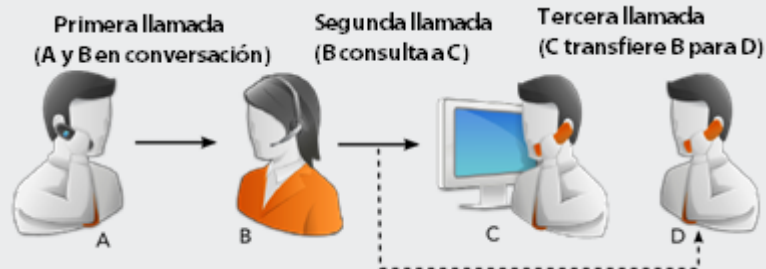 Primera llamada
(A y B en conversación)
Segunda llamada
(B consulta a C)
Tercera llamada
(C transfiere B para D)
A
B
C
D